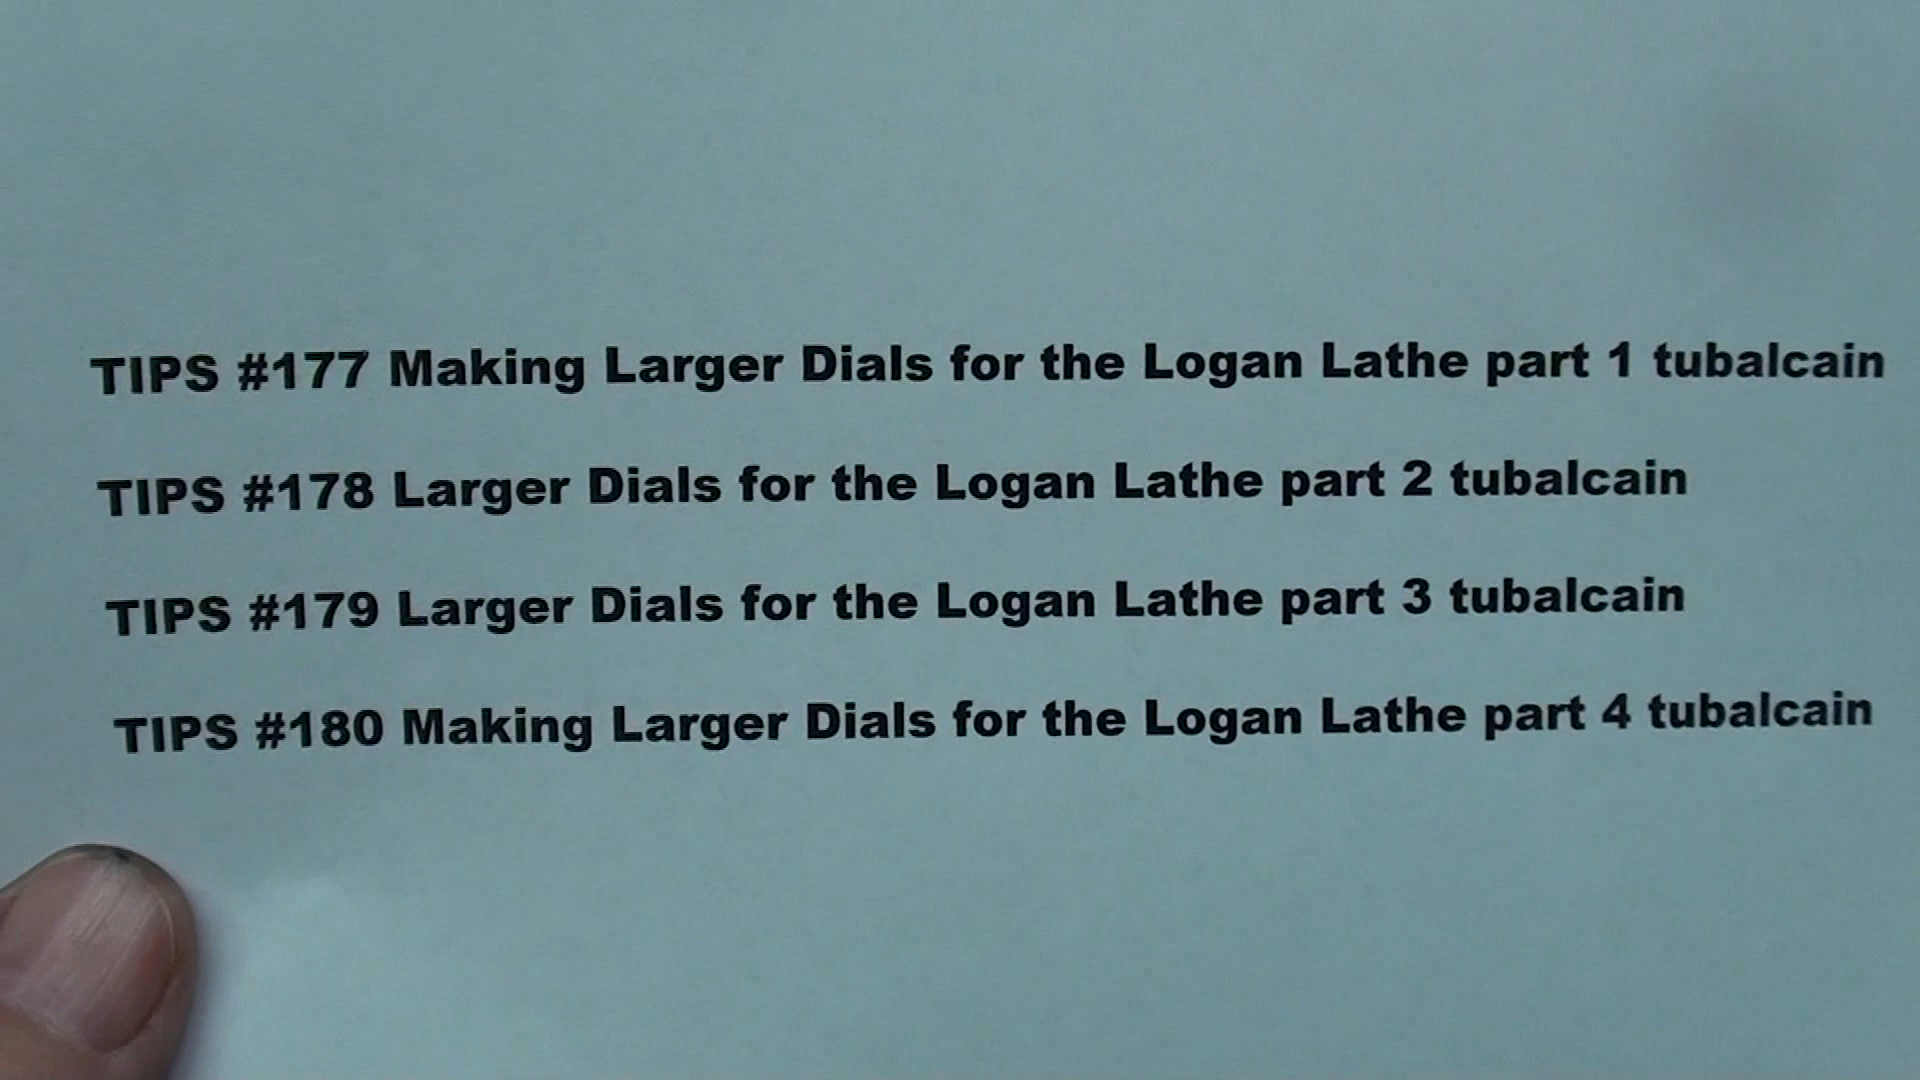 TIPS #177 Making Larger Dials for the Logan Lathe part 1 tubalcain
TIPS #178 Larger Dials for the Logan Lathe part 2 tubalcain
TIPS #179 Larger Dials for the Logan Lathe part 3 tubalcain
TIPS #180 Making Larger Dials for the Logan Lathe part 4 tubalcain